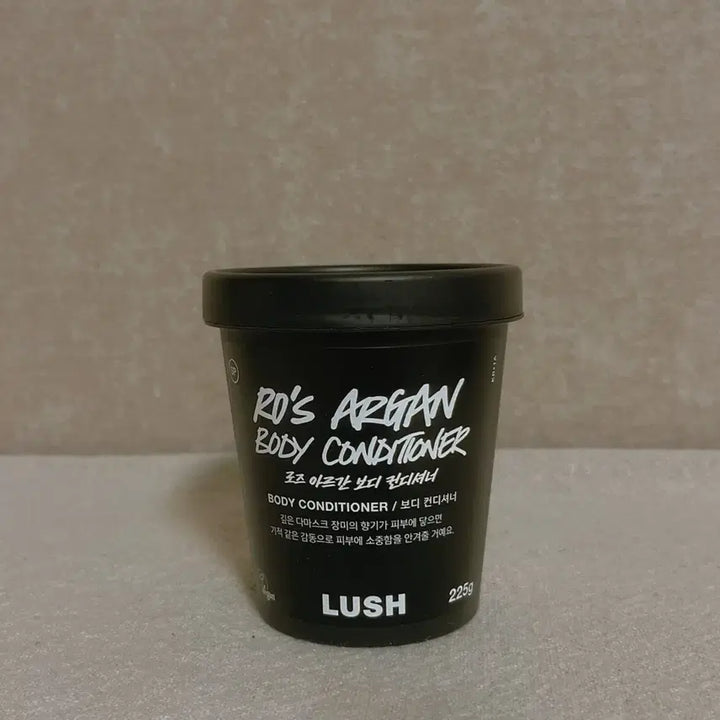 RO'S ARGAN
BODY CONDITIONER
로즈 아르간 보디 컨디셔너
BODY CONDITIONER / 보디 컨디셔너
깊은 다마스크 장미의 향기가 피부에 닿으면
기적 같은 감동으로 피부에 소중함을 안겨줄 거예요.
LUSH
225g